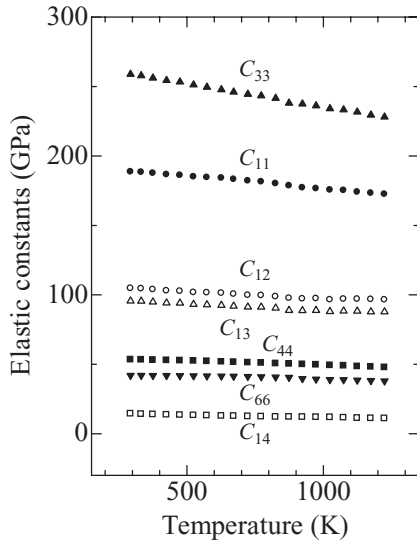 300
C33
200
C11
Elastic constants (GPa)
C12
100
C13
C44
C66
0
C14
500
1000
Temperature (K)